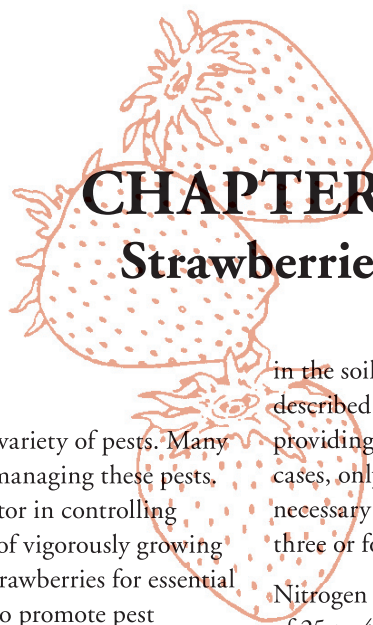 CHAPTER
Strawberrie
variety of pests. Many
managing these pests.
tor in controlling
of vigorously growing
rawberries for essential
o promote pest
in the soil
described
providing
cases, only
necessary
three or fo
Nitrogen